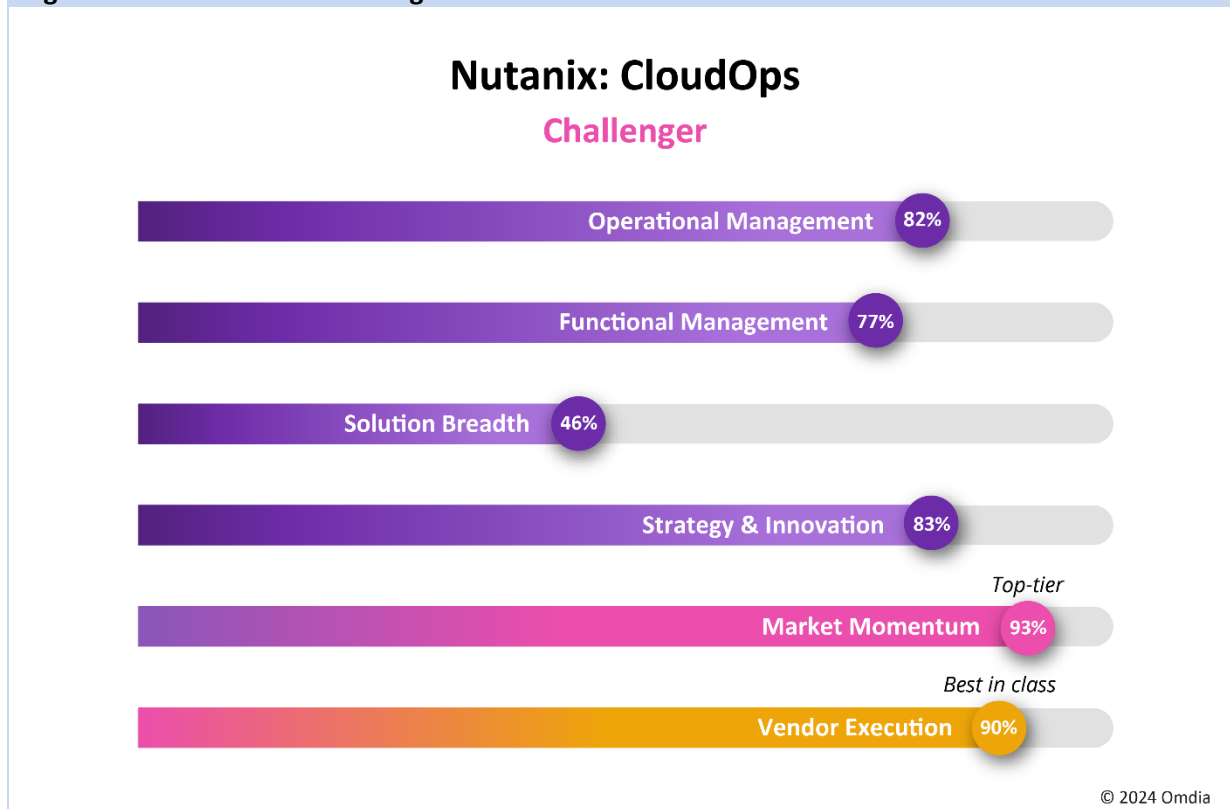 Nutanix: CloudOps
Challenger
Operational Management 82%
Functional Management 77%
Solution Breadth 46%
Strategy & Innovation 83%
Top-tier
Market Momentum 93%
Best in class
Vendor Execution 90%
© 2024 Omdia